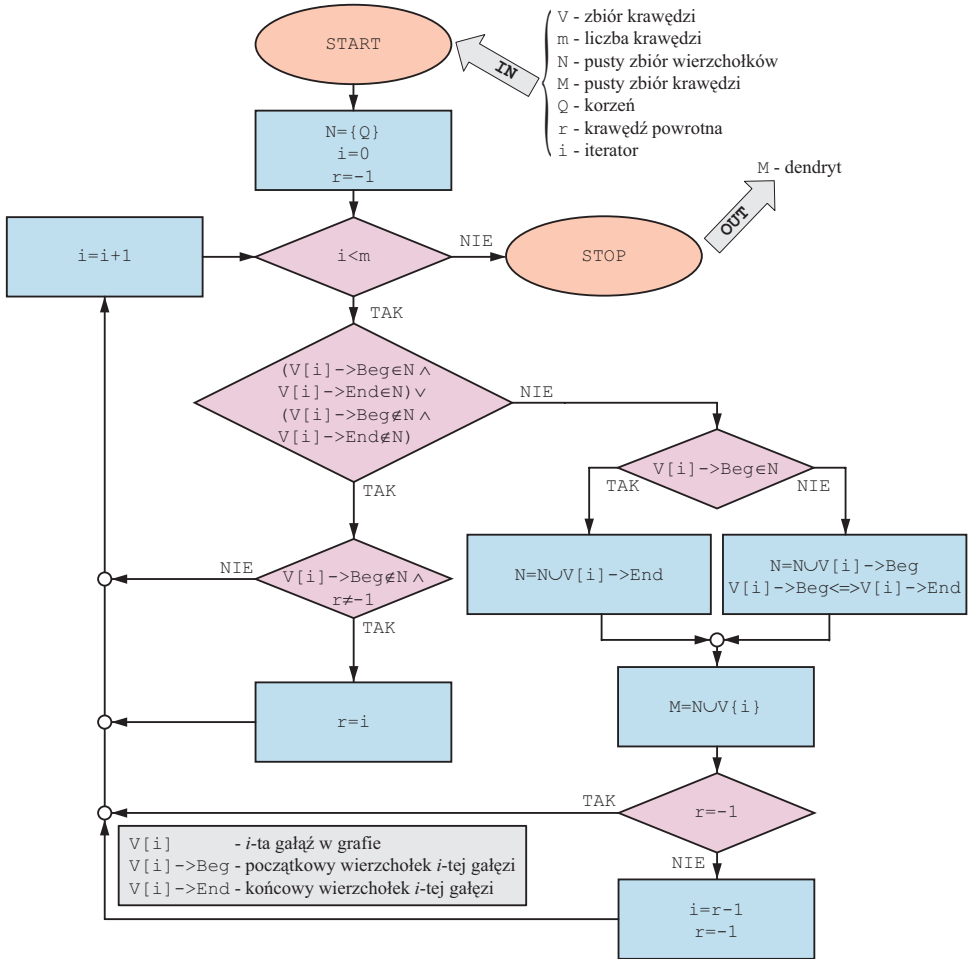 START
IN
V - zbiór krawędzi
m - liczba krawędzi
N - pusty zbiór wierzchołków
M - pusty zbiór krawędzi
Q - korzeń
r - krawędź powrotna
i - iterator
N={Q}
i=0
r=-1
M - dendryt
OUT
i=i+1
i<m
NIE
STOP
TAK
(V[i]->Beg∈N ∧
V[i]->End∈N) ∨
(V[i]->Beg∉N ∧
V[i]->End∉N)
NIE
TAK
V[i]->Beg∈N
TAK
NIE
N=N∪V[i]->End
N=N∪V[i]->Beg
V[i]->Beg<=>V[i]->End
NIE
V[i]->Beg∉N ∧
r≠-1
TAK
r=i
M=N∪V{i}
TAK
r=-1
NIE
V[i] - i-ta gałąź w grafie
V[i]->Beg - początkowy wierzchołek i-tej gałęzi
V[i]->End - końcowy wierzchołek i-tej gałęzi
i=r-1
r=-1